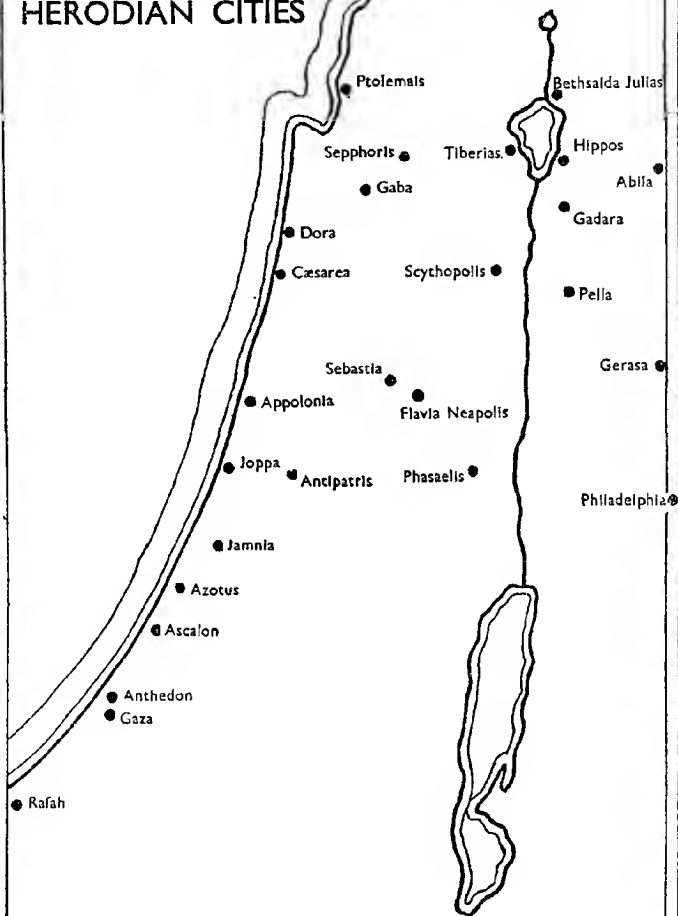 HERODIAN CITIES
Ptolemais
Bethsaida Julias
Sepphoris
Tiberias.
Hippos
Abila
Gaba
Gadara
Dora
Cæsarea
Scythopolis
Pella
Sebastia
Gerasa
Appolonia
Flavia Neapolis
Joppa
Antipatris
Phasaelis
Philadelphia
Jamnia
Azotus
Ascalon
Anthedon
Gaza
Rafah